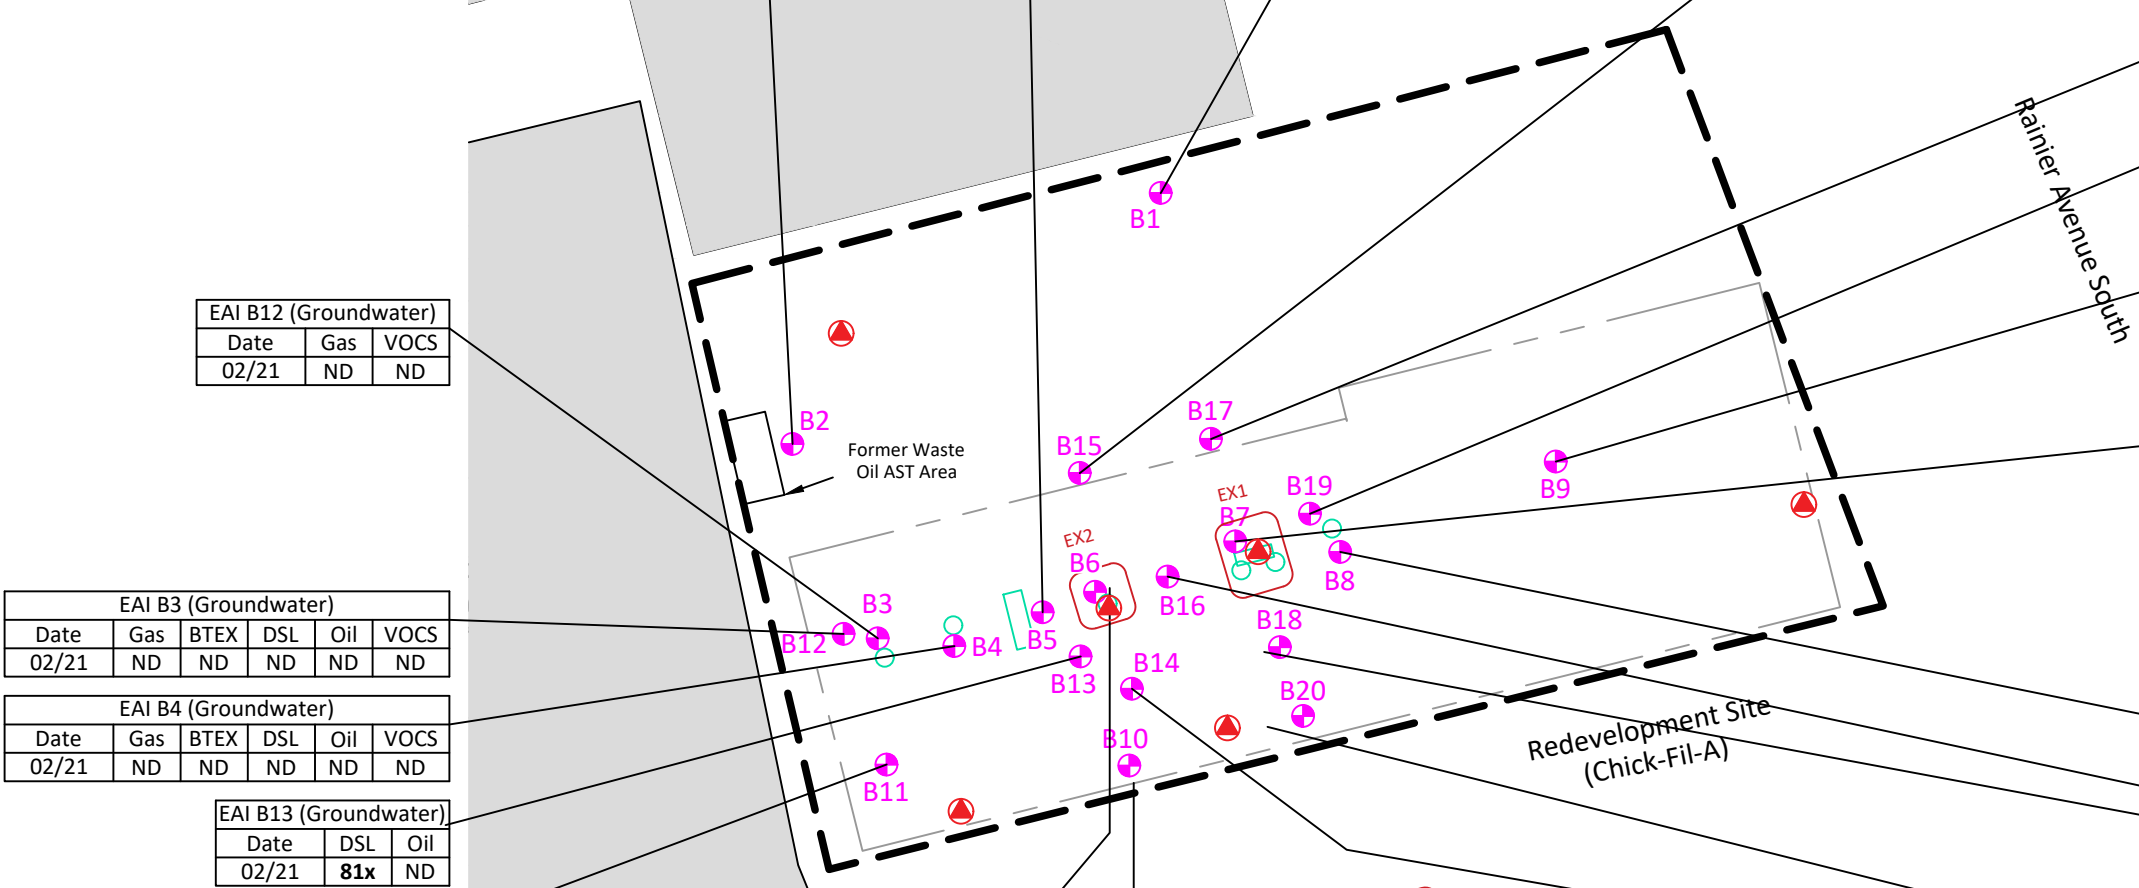 Rainier Avenue South
B1
EAI B12 (Groundwater)
Date Gas VOCS
02/21 ND ND
B2
B17
B15
Former Waste
Oil AST Area
B9
EX1
B19
B7
EX2
B6
B8
B16
B3
B12
B4
B5
B18
B13
B14
B20
B10
B11
EAI B3 (Groundwater)
Date Gas BTEX DSL Oil VOCS
02/21 ND ND ND ND ND
EAI B4 (Groundwater)
Date Gas BTEX DSL Oil VOCS
02/21 ND ND ND ND ND
Redevelopment Site
(Chick-Fil-A)
EAI B13 (Groundwater)
Date DSL Oil
02/21 81x ND